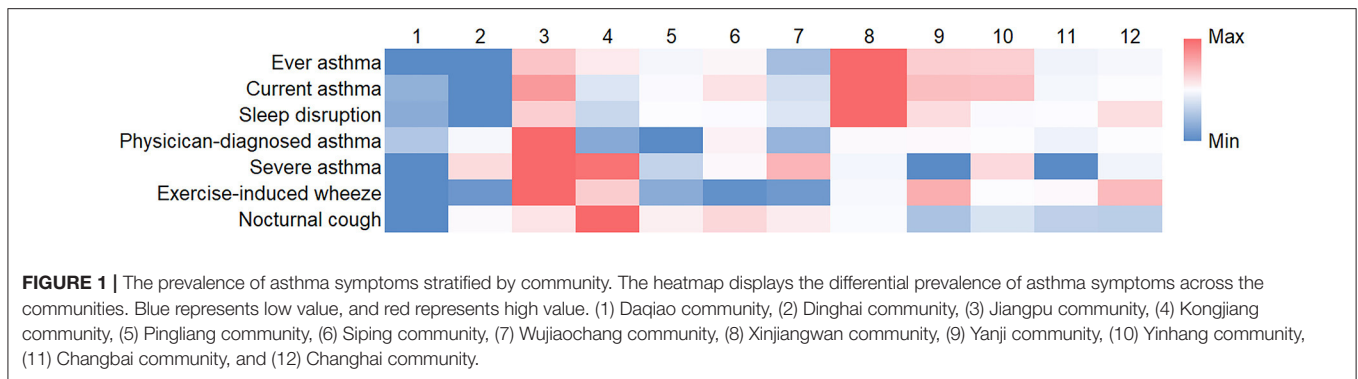 1 2 3 4 5 6 7 8 9 10 11 12
Max
Min
Ever asthma
Current asthma
Sleep disruption
Physicican-diagnosed asthma
Severe asthma
Exercise-induced wheeze
Nocturnal cough
FIGURE 1 | The prevalence of asthma symptoms stratified by community. The heatmap displays the differential prevalence of asthma symptoms across the
communities. Blue represents low value, and red represents high value. (1) Daqiao community, (2) Dinghai community, (3) Jiangpu community, (4) Kongjiang
community, (5) Pingliang community, (6) Siping community, (7) Wujiaochang community, (8) Xinjiangwan community, (9) Yanji community, (10) Yinhang community,
(11) Changbai community, and (12) Changhai community.